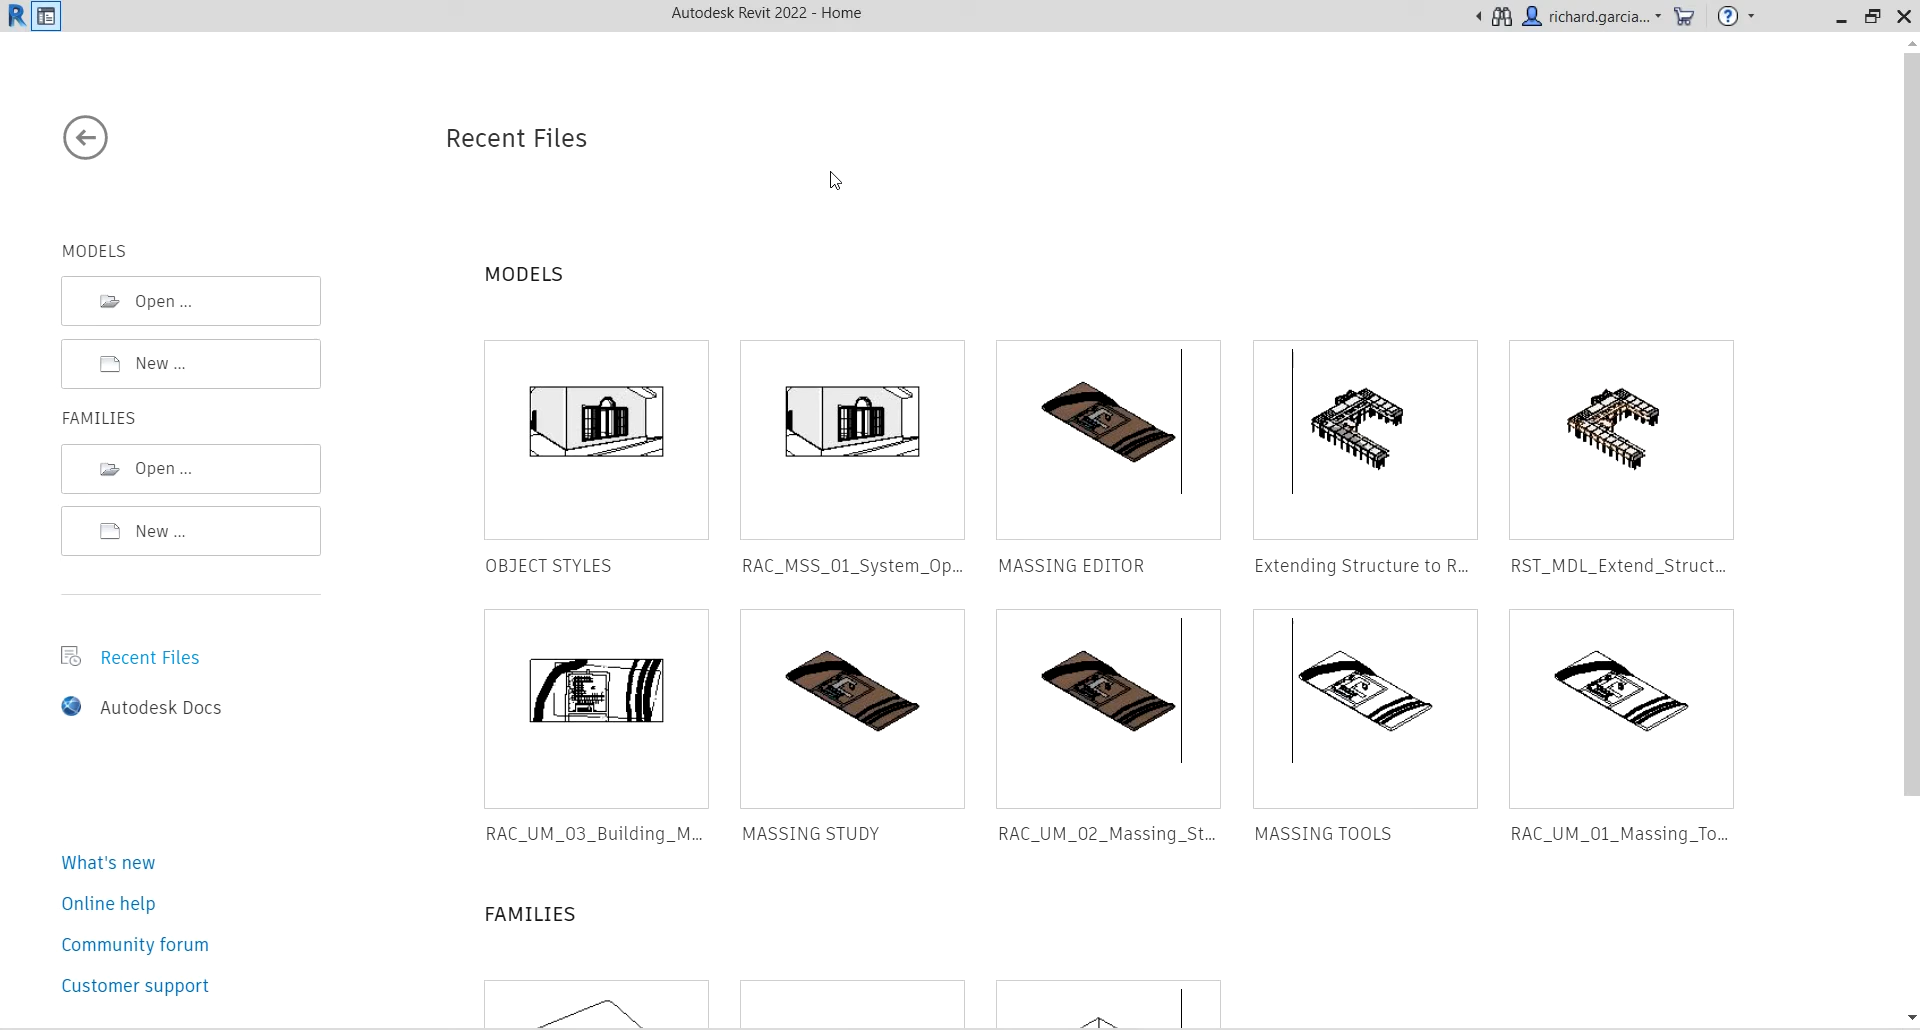 Autodesk Revit 2022 - Home
richard.garcia...
Recent Files
MODELS
Open ...
New ...
FAMILIES
Open ...
New ...
Recent Files
Autodesk Docs
What's new
Online help
Community forum
Customer support
MODELS
OBJECT STYLES
RAC_MSS_01_System_Op...
MASSING EDITOR
Extending Structure to R...
RST_MDL_Extend_Struct...
RAC_UM_03_Building_M...
MASSING STUDY
RAC_UM_02_Massing_St...
MASSING TOOLS
RAC_UM_01_Massing_To...
FAMILIES